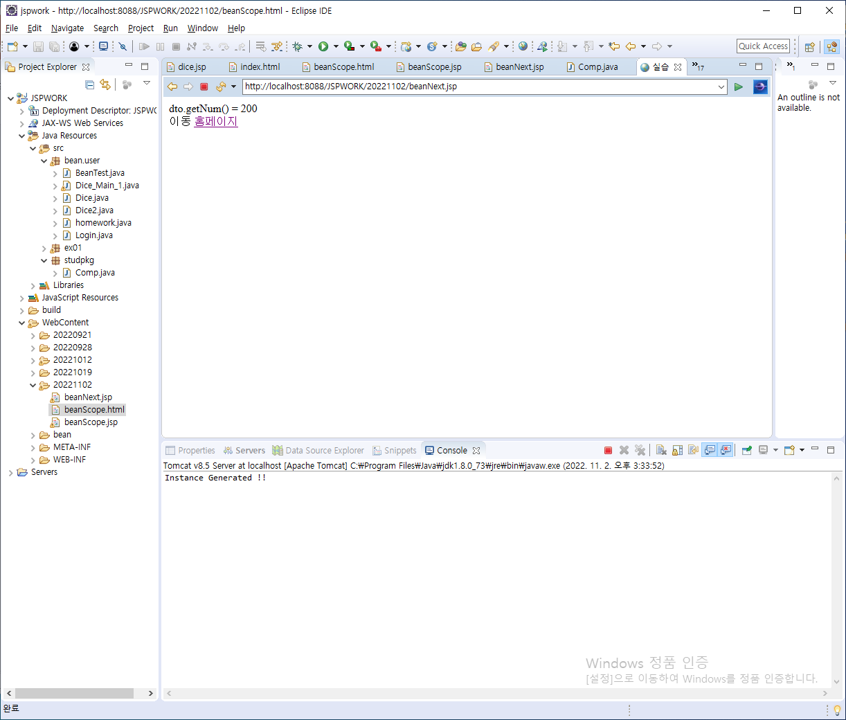 jspwork - http://localhost:8088/JSPWORK/20221102/beanScope.html - Eclipse IDE
File Edit Navigate Search Project Run Window Help
Quick Access
Project Explorer
JSPWORK
Deployment Descriptor: JSPWC
JAX-WS Web Services
Java Resources
src
bean.user
BeanTest.java
Dice_Main_1.java
Dice.java
Dice2.java
homework.java
Login.java
ex01
studpkg
Comp.java
Libraries
JavaScript Resources
build
WebContent
20220921
20220928
20221012
20221019
20221102
beanNext.jsp
beanScope.html
beanScope.jsp
bean
META-INF
WEB-INF
Servers
dice.jsp index.html beanScope.html beanScope.jsp beanNext.jsp Comp.java 실습 »17
http://localhost:8088/JSPWORK/20221102/beanNext.jsp
dto.getNum() = 200
이동 홈페이지
»1
An outline is not
available.
Properties Servers Data Source Explorer Snippets Console
Tomcat v8.5 Server at localhost [Apache Tomcat] C:₩Program Files₩Java₩jdk1.8.0_73₩jre₩bin₩javaw.exe (2022. 11. 2. 오후 3:33:52)
Instance Generated !!
Windows 정품 인증
[설정]으로 이동하여 Windows를 정품 인증합니다.
완료